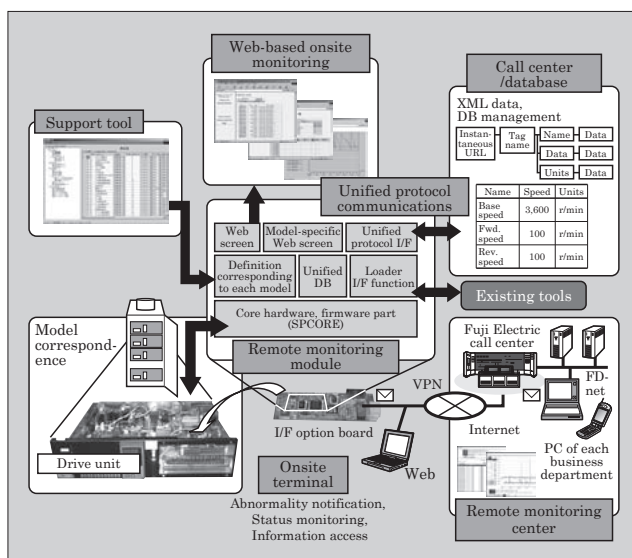 Web-based onsite
monitoring
Call center
/database
XML data,
DB management
Instan-
taneous
URL
Tag
name
Name
Data
Data
Data
Units
Data
Name Speed Units
Base
speed
3,600 r/min
Fwd.
speed
100 r/min
Rev.
speed
100 r/min
Support tool
Unified protocol
communications
Web
screen
Model-specific
Web screen
Unified
protocol I/F
Definition
corresponding
to each model
Unified
DB
Loader
I/F function
Core hardware, firmware part
(SPCORE)
Existing tools
Remote monitoring
module
Model
correspond-
ence
Drive unit
I/F option board
VPN
Internet
Web
Onsite
terminal
Abnormality notification,
Status monitoring,
Information access
Fuji Electric
call center
FD-
net
PC of each
business
department
Remote monitoring
center